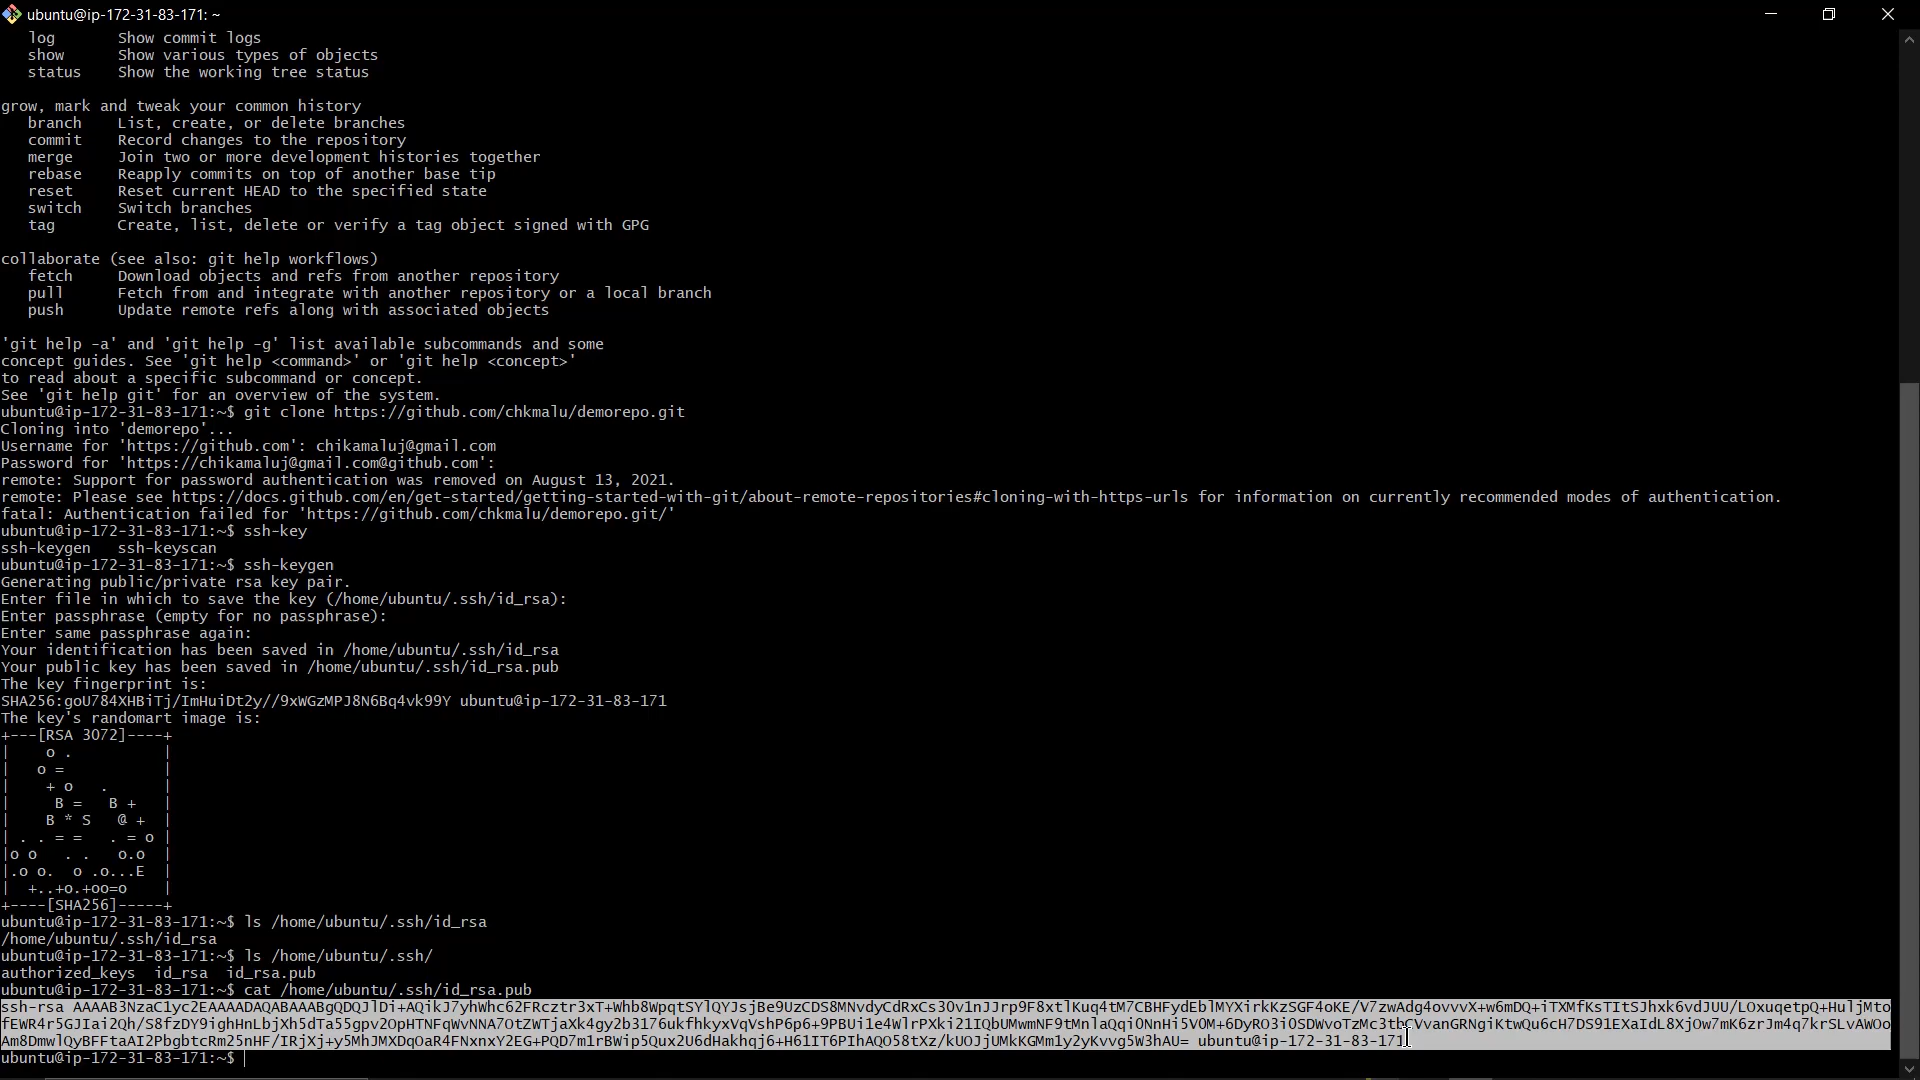 ubuntu@ip-172-31-83-171: ~
log Show commit logs
show Show various types of objects
status Show the working tree status
grow, mark and tweak your common history
branch List, create, or delete branches
commit Record changes to the repository
merge Join two or more development histories together
rebase Reapply commits on top of another base tip
reset Reset current HEAD to the specified state
switch Switch branches
tag Create, list, delete or verify a tag object signed with GPG
collaborate (see also: git help workflows)
fetch Download objects and refs from another repository
pull Fetch from and integrate with another repository or a local branch
push Update remote refs along with associated objects
'git help -a' and 'git help -g' list available subcommands and some
concept guides. See 'git help <command>' or 'git help <concept>'
to read about a specific subcommand or concept.
See 'git help git' for an overview of the system.
ubuntu@ip-172-31-83-171:~$ git clone https://github.com/chkmalu/demorepo.git
Cloning into 'demorepo'...
Username for 'https://github.com': chikamaluj@gmail.com
Password for 'https://chikamaluj@gmail.com@github.com':
remote: Support for password authentication was removed on August 13, 2021.
remote: Please see https://docs.github.com/en/get-started/getting-started-with-git/about-remote-repositories#cloning-with-https-urls for information on currently recommended modes of authentication.
fatal: Authentication failed for 'https://github.com/chkmalu/demorepo.git/'
ubuntu@ip-172-31-83-171:~$ ssh-key
ssh-keygen ssh-keyscan
ubuntu@ip-172-31-83-171:~$ ssh-keygen
Generating public/private rsa key pair.
Enter file in which to save the key (/home/ubuntu/.ssh/id_rsa):
Enter passphrase (empty for no passphrase):
Enter same passphrase again:
Your identification has been saved in /home/ubuntu/.ssh/id_rsa
Your public key has been saved in /home/ubuntu/.ssh/id_rsa.pub
The key fingerprint is:
SHA256:goU784XHBiTj/ImHuiDt2y//9xWGzMPJ8N6Bq4vk99Y ubuntu@ip-172-31-83-171
The key's randomart image is:
+---[RSA 3072]----+
|    o .          |
|   o =           |
|    + o   .      |
|     B =   B +   |
|    B * S   @ +  |
| . . = =   . = o |
|o o   . .   o.o  |
|.o o.  o .o...E  |
|  +..+o.+oo=o    |
+----[SHA256]-----+
ubuntu@ip-172-31-83-171:~$ ls /home/ubuntu/.ssh/id_rsa
/home/ubuntu/.ssh/id_rsa
ubuntu@ip-172-31-83-171:~$ ls /home/ubuntu/.ssh/
authorized_keys id_rsa id_rsa.pub
ubuntu@ip-172-31-83-171:~$ cat /home/ubuntu/.ssh/id_rsa.pub
ssh-rsa
ubuntu@ip-172-31-83-171
ubuntu@ip-172-31-83-171:~$